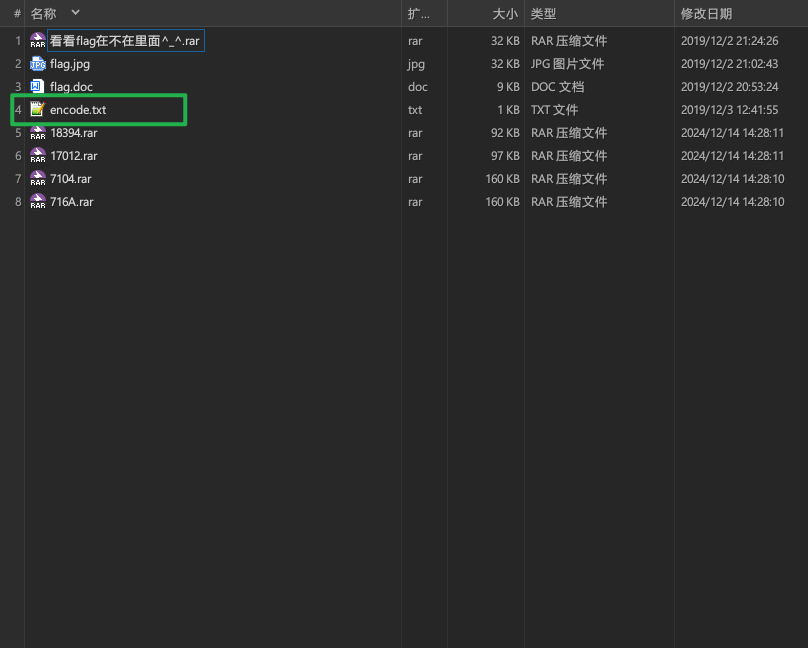 # 名称 扩... 大小 类型 修改日期
1 看看flag在不在里面^_^.rar rar 32 KB RAR 压缩文件 2019/12/2 21:24:26
2 flag.jpg jpg 32 KB JPG 图片文件 2019/12/2 21:02:43
3 flag.doc doc 9 KB DOC 文档 2019/12/2 20:53:24
4 encode.txt txt 1 KB TXT 文件 2019/12/3 12:41:55
5 18394.rar rar 92 KB RAR 压缩文件 2024/12/14 14:28:11
6 17012.rar rar 97 KB RAR 压缩文件 2024/12/14 14:28:11
7 7104.rar rar 160 KB RAR 压缩文件 2024/12/14 14:28:10
8 716A.rar rar 160 KB RAR 压缩文件 2024/12/14 14:28:10